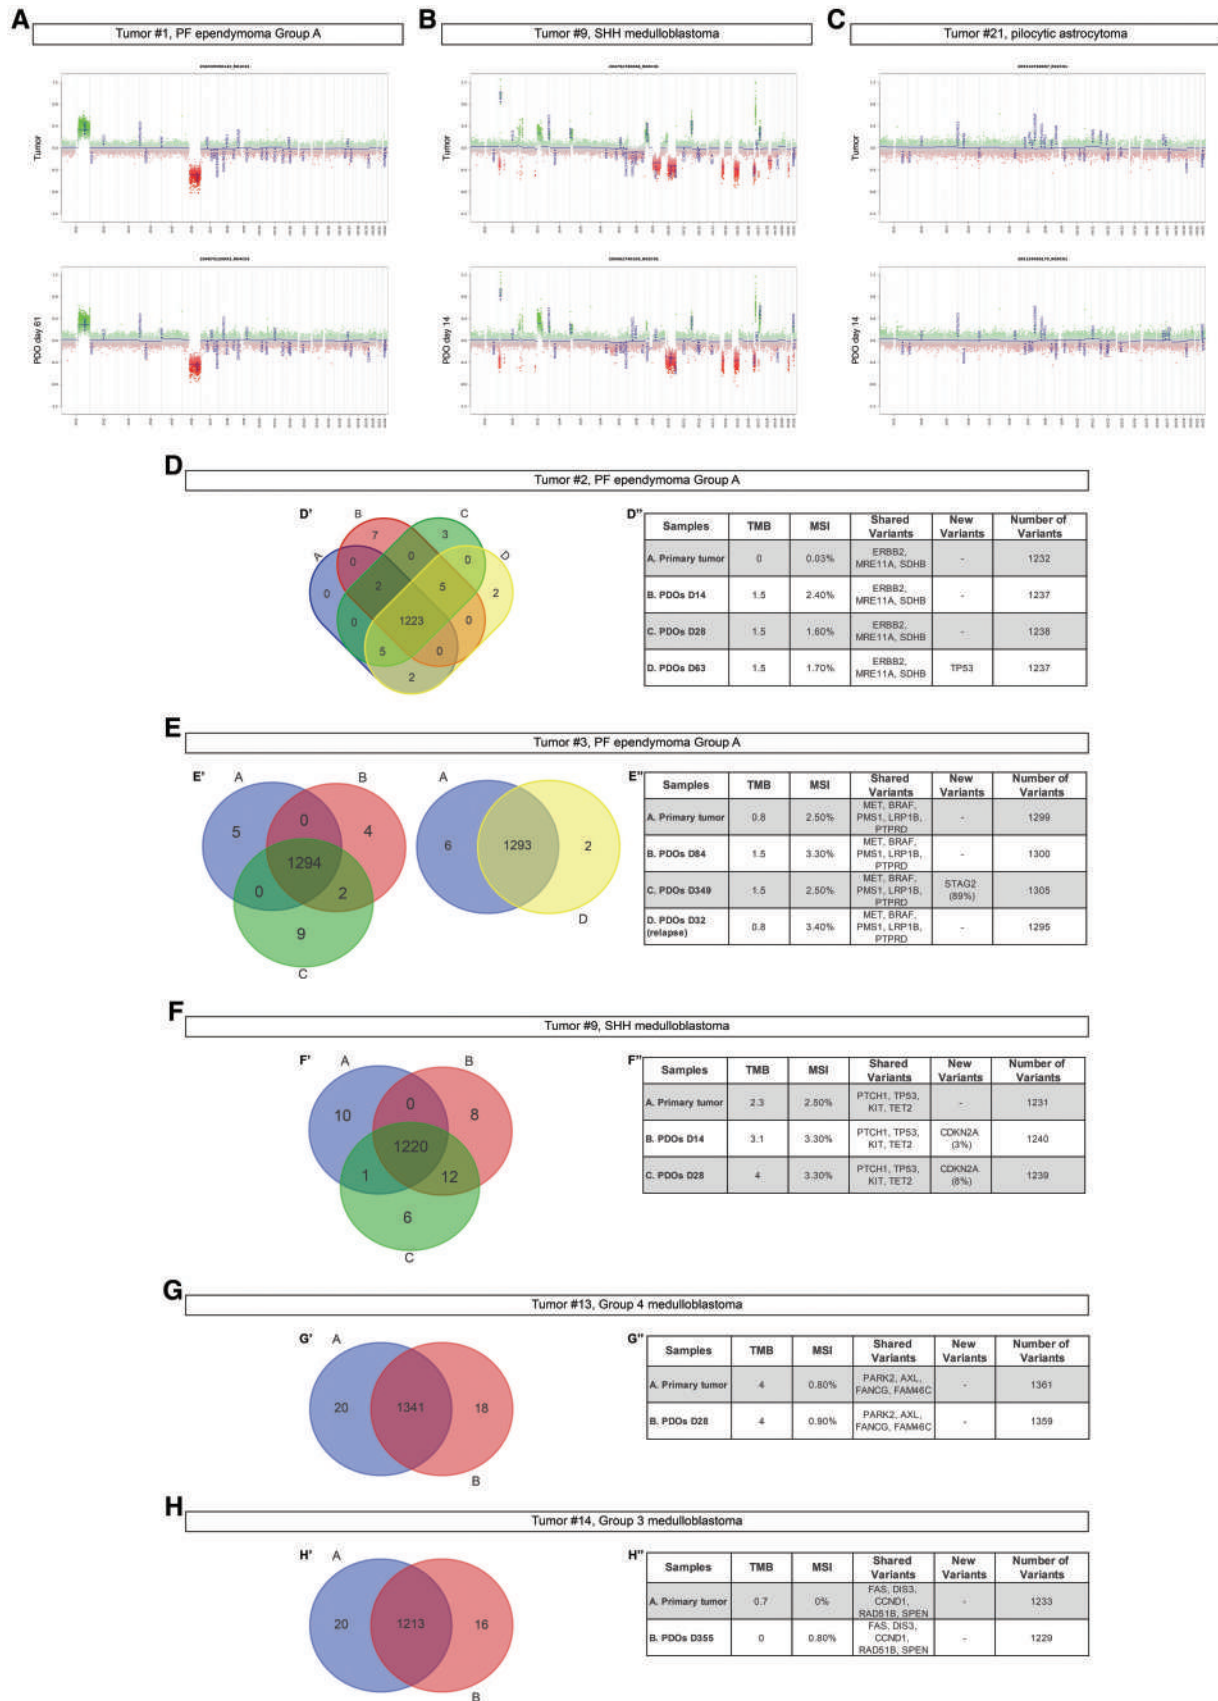 A
Tumor #1, PF ependymoma Group A
B
Tumor #9, SHH medulloblastoma
C
Tumor #21, pilocytic astrocytoma
Tumor
Tumor
Tumor
PDO day 61
PDO day 14
PDO day 14
D
Tumor #2, PF ependymoma Group A
D'
A
B
C
D
7
3
0
0
0
0
2
5
2
0
1223
0
5
0
2
D"
Samples TMB MSI Shared Variants New Variants Number of Variants
A. Primary tumor 0 0.03% ERBB2, MRE11A, SDHB - 1232
B. PDOs D14 1.5 2.40% ERBB2, MRE11A, SDHB - 1237
C. PDOs D28 1.5 1.60% ERBB2, MRE11A, SDHB - 1238
D. PDOs D63 1.5 1.70% ERBB2, MRE11A, SDHB TP53 1237
E
Tumor #3, PF ependymoma Group A
E'
A
B
5
0
4
1294
0
2
9
C
A
6
1293
2
D
E"
Samples TMB MSI Shared Variants New Variants Number of Variants
A. Primary tumor 0.8 2.50% MET, BRAF, PMS1, LRP1B, PTPRD - 1299
B. PDOs D84 1.5 3.30% MET, BRAF, PMS1, LRP1B, PTPRD - 1300
C. PDOs D349 1.5 2.50% MET, BRAF, PMS1, LRP1B, PTPRD STAG2 (89%) 1305
D. PDOs D32 (relapse) 0.8 3.40% MET, BRAF, PMS1, LRP1B, PTPRD - 1295
F
Tumor #9, SHH medulloblastoma
F'
A
B
10
0
8
1220
1
12
6
C
F"
Samples TMB MSI Shared Variants New Variants Number of Variants
A. Primary tumor 2.3 2.50% PTCH1, TP53, KIT, TET2 - 1231
B. PDOs D14 3.1 3.30% PTCH1, TP53, KIT, TET2 CDKN2A (3%) 1240
C. PDOs D28 4 3.30% PTCH1, TP53, KIT, TET2 CDKN2A (8%) 1239
G
Tumor #13, Group 4 medulloblastoma
G'
A
20
1341
18
B
G"
Samples TMB MSI Shared Variants New Variants Number of Variants
A. Primary tumor 4 0.80% PARK2, AXL, FANCG, FAM46C - 1361
B. PDOs D28 4 0.90% PARK2, AXL, FANCG, FAM46C - 1359
H
Tumor #14, Group 3 medulloblastoma
H'
A
20
1213
16
B
H"
Samples TMB MSI Shared Variants New Variants Number of Variants
A. Primary tumor 0.7 0% FAS, DIS3, CCND1, RAD51B, SPEN - 1233
B. PDOs D355 0 0.80% FAS, DIS3, CCND1, RAD51B, SPEN - 1229